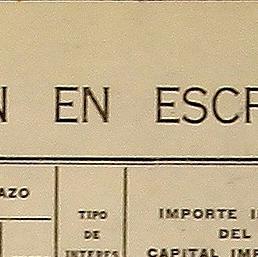 N EN ESCR
AZO
TIPO
DE
INTERES
IMPORTE I
DEL
CAPITAL IMP